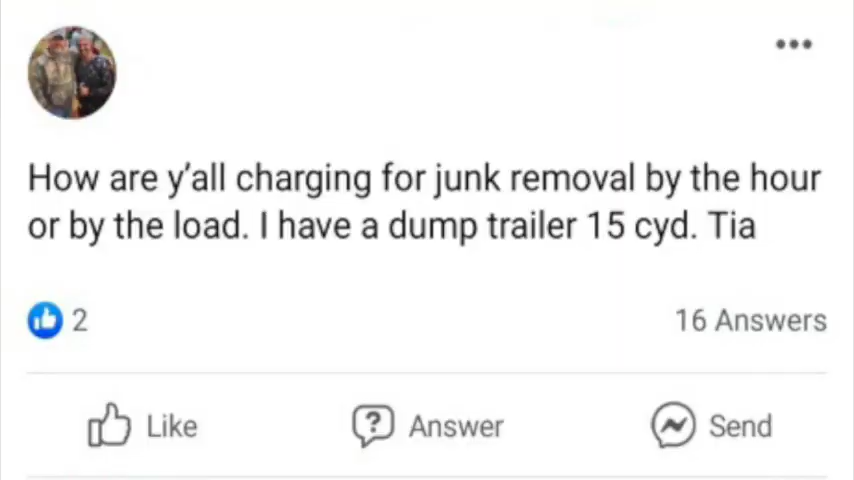 How are y'all charging for junk removal by the hour
or by the load. I have a dump trailer 15 cyd. Tia
2
16 Answers
Like
Answer
Send